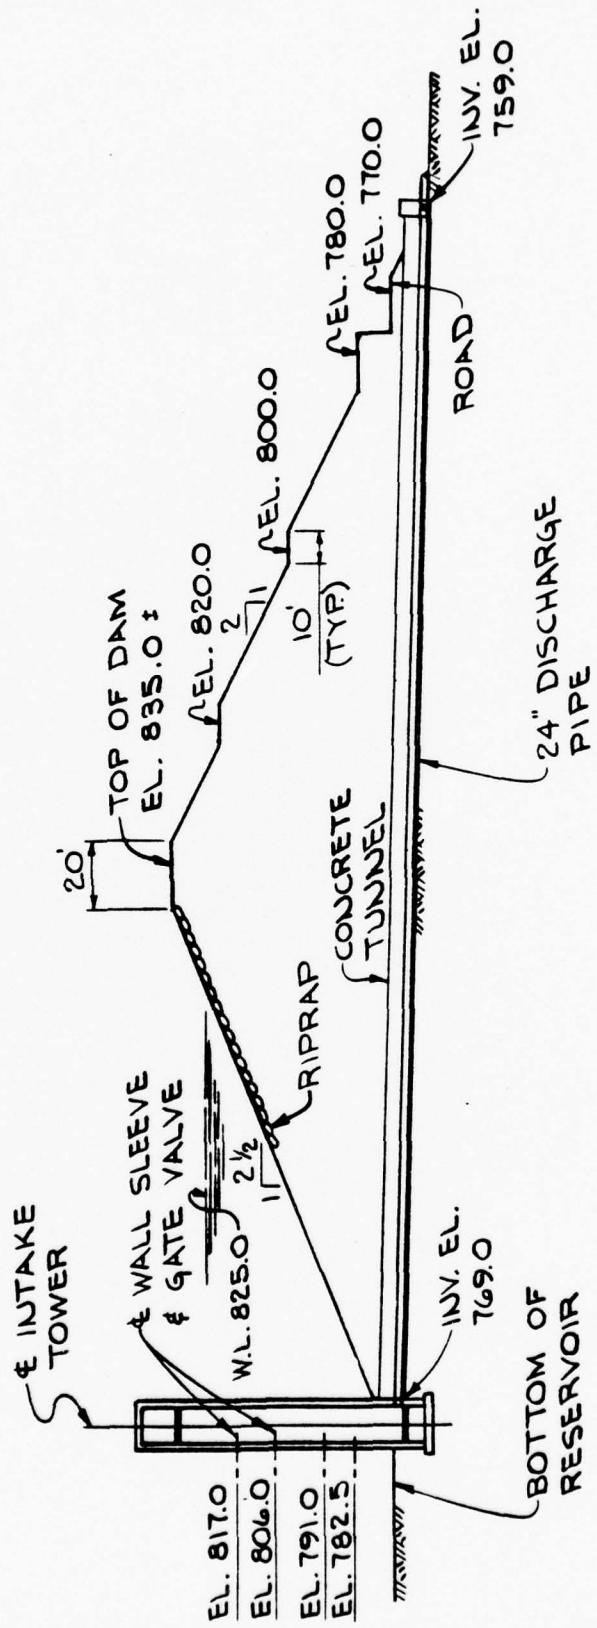 ℄ INTAKE
TOWER
℄ WALL SLEEVE
& GATE VALVE
W.L. 825.0
20'
TOP OF DAM
EL. 835.0 ±
EL. 820.0
2
1
EL. 800.0
10'
(TYP.)
EL. 780.0
EL. 770.0
INV. EL.
759.0
EL. 817.0
EL. 806.0
EL. 791.0
EL. 782.5
2 ½
1
RIPRAP
CONCRETE
TUNNEL
ROAD
INV. EL.
769.0
BOTTOM OF
RESERVOIR
24" DISCHARGE
PIPE